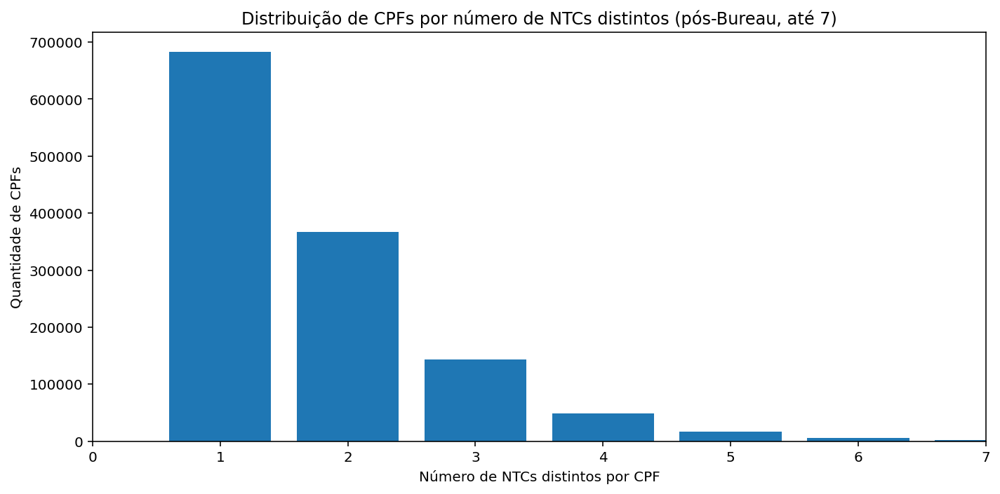 Distribuição de CPFs por número de NTCs distintos (pós-Bureau, até 7)
Quantidade de CPFs
700000
600000
500000
400000
300000
200000
100000
0
0 1 2 3 4 5 6 7
Número de NTCs distintos por CPF